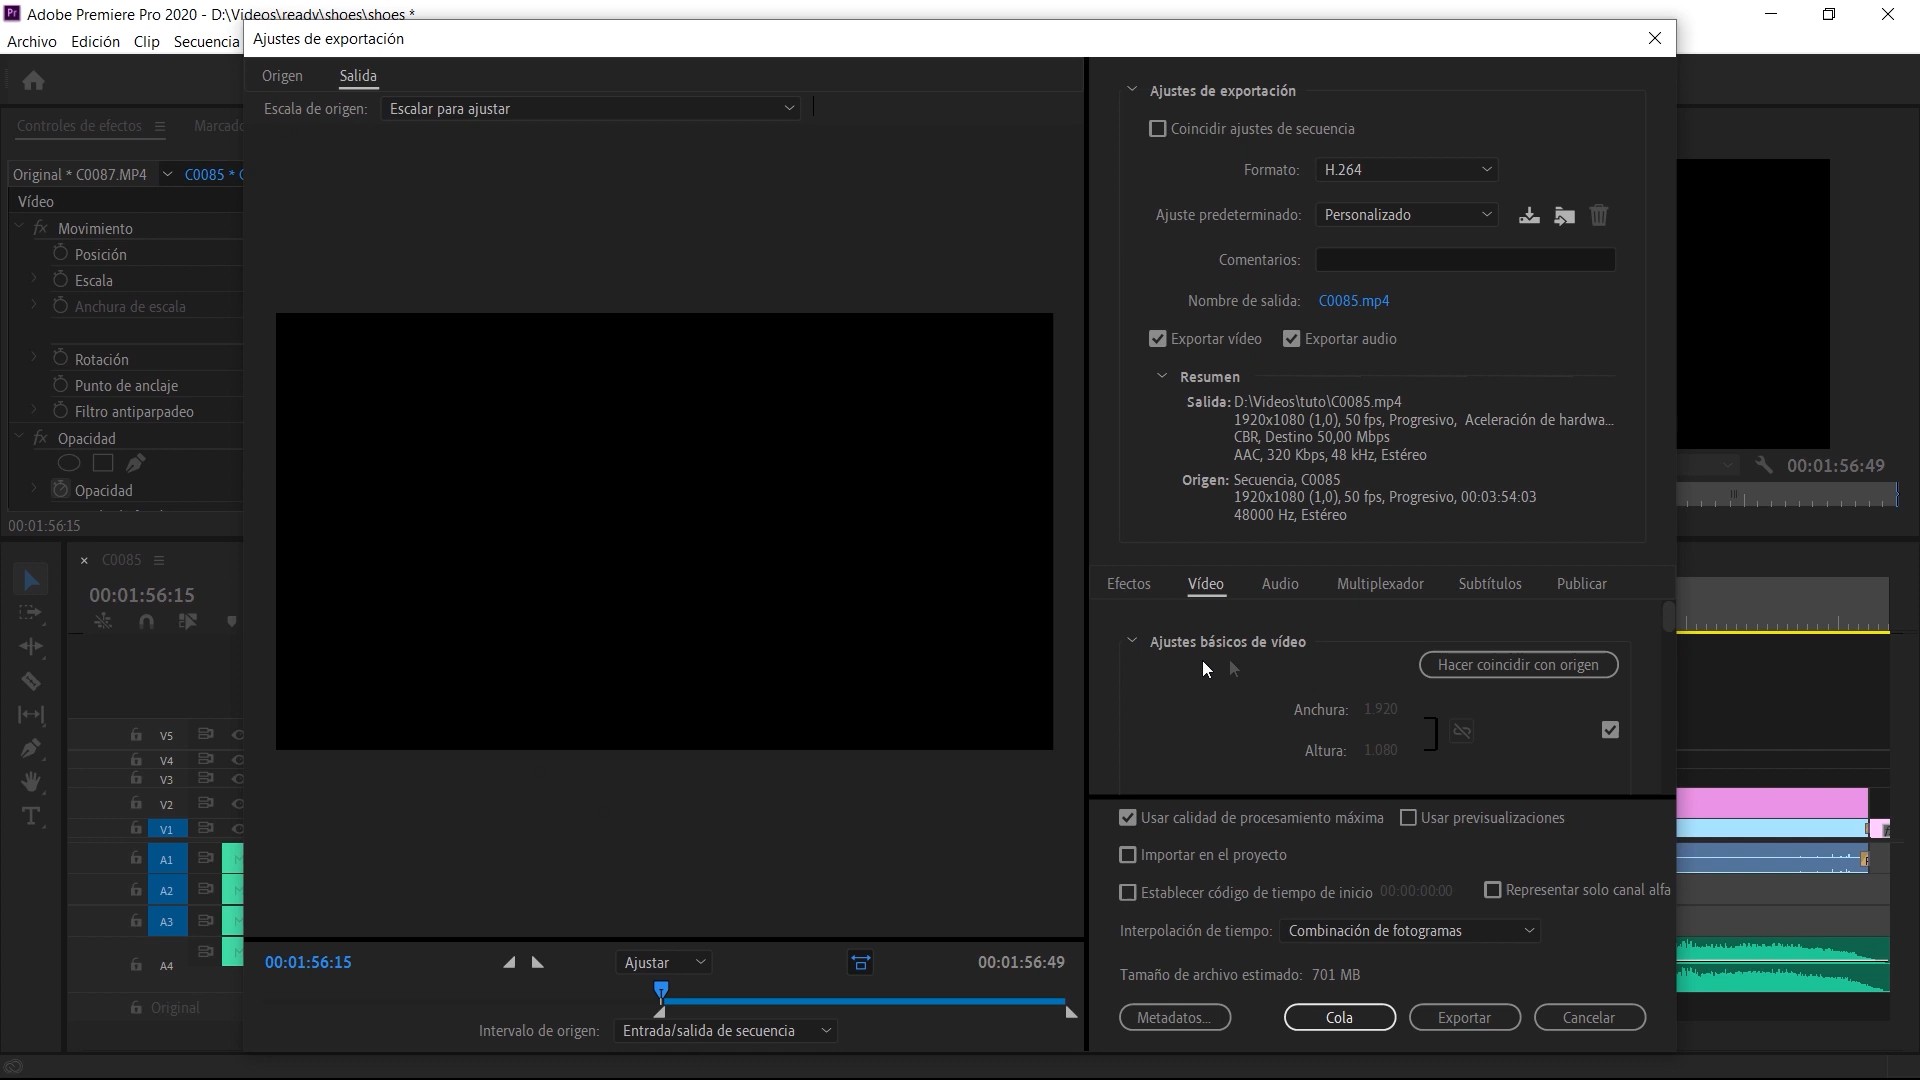 Adobe Premiere Pro 2020 - D:\Videos\ready\shoes\shoes *
Archivo Edición Clip Secuencia
Ajustes de exportación
Origen Salida
Escala de origen: Escalar para ajustar
Controles de efectos
Original * C0087.MP4 C0085 *
Vídeo
fx Movimiento
Posición
Escala
Anchura de escala
Rotación
Punto de anclaje
Filtro antiparpadeo
fx Opacidad
Opacidad
00:01:56:15
C0085
00:01:56:15
V5
V4
V3
V2
V1
A1
A2
A3
A4
Original
00:01:56:15 Ajustar 00:01:56:49
Intervalo de origen: Entrada/salida de secuencia
Ajustes de exportación
Coincidir ajustes de secuencia
Formato: H.264
Ajuste predeterminado: Personalizado
Comentarios:
Nombre de salida: C0085.mp4
Exportar vídeo Exportar audio
Resumen
Salida: D:\Videos\tuto\C0085.mp4
1920x1080 (1,0), 50 fps, Progresivo, Aceleración de hardwa...
CBR, Destino 50,00 Mbps
AAC, 320 Kbps, 48 kHz, Estéreo
Origen: Secuencia, C0085
1920x1080 (1,0), 50 fps, Progresivo, 00:03:54:03
48000 Hz, Estéreo
Efectos Vídeo Audio Multiplexador Subtítulos Publicar
Ajustes básicos de vídeo
Hacer coincidir con origen
Anchura: 1.920
Altura: 1.080
Usar calidad de procesamiento máxima Usar previsualizaciones
Importar en el proyecto
Establecer código de tiempo de inicio 00:00:00:00 Representar solo canal alfa
Interpolación de tiempo: Combinación de fotogramas
Tamaño de archivo estimado: 701 MB
Metadatos... Cola Exportar Cancelar
00:01:56:49